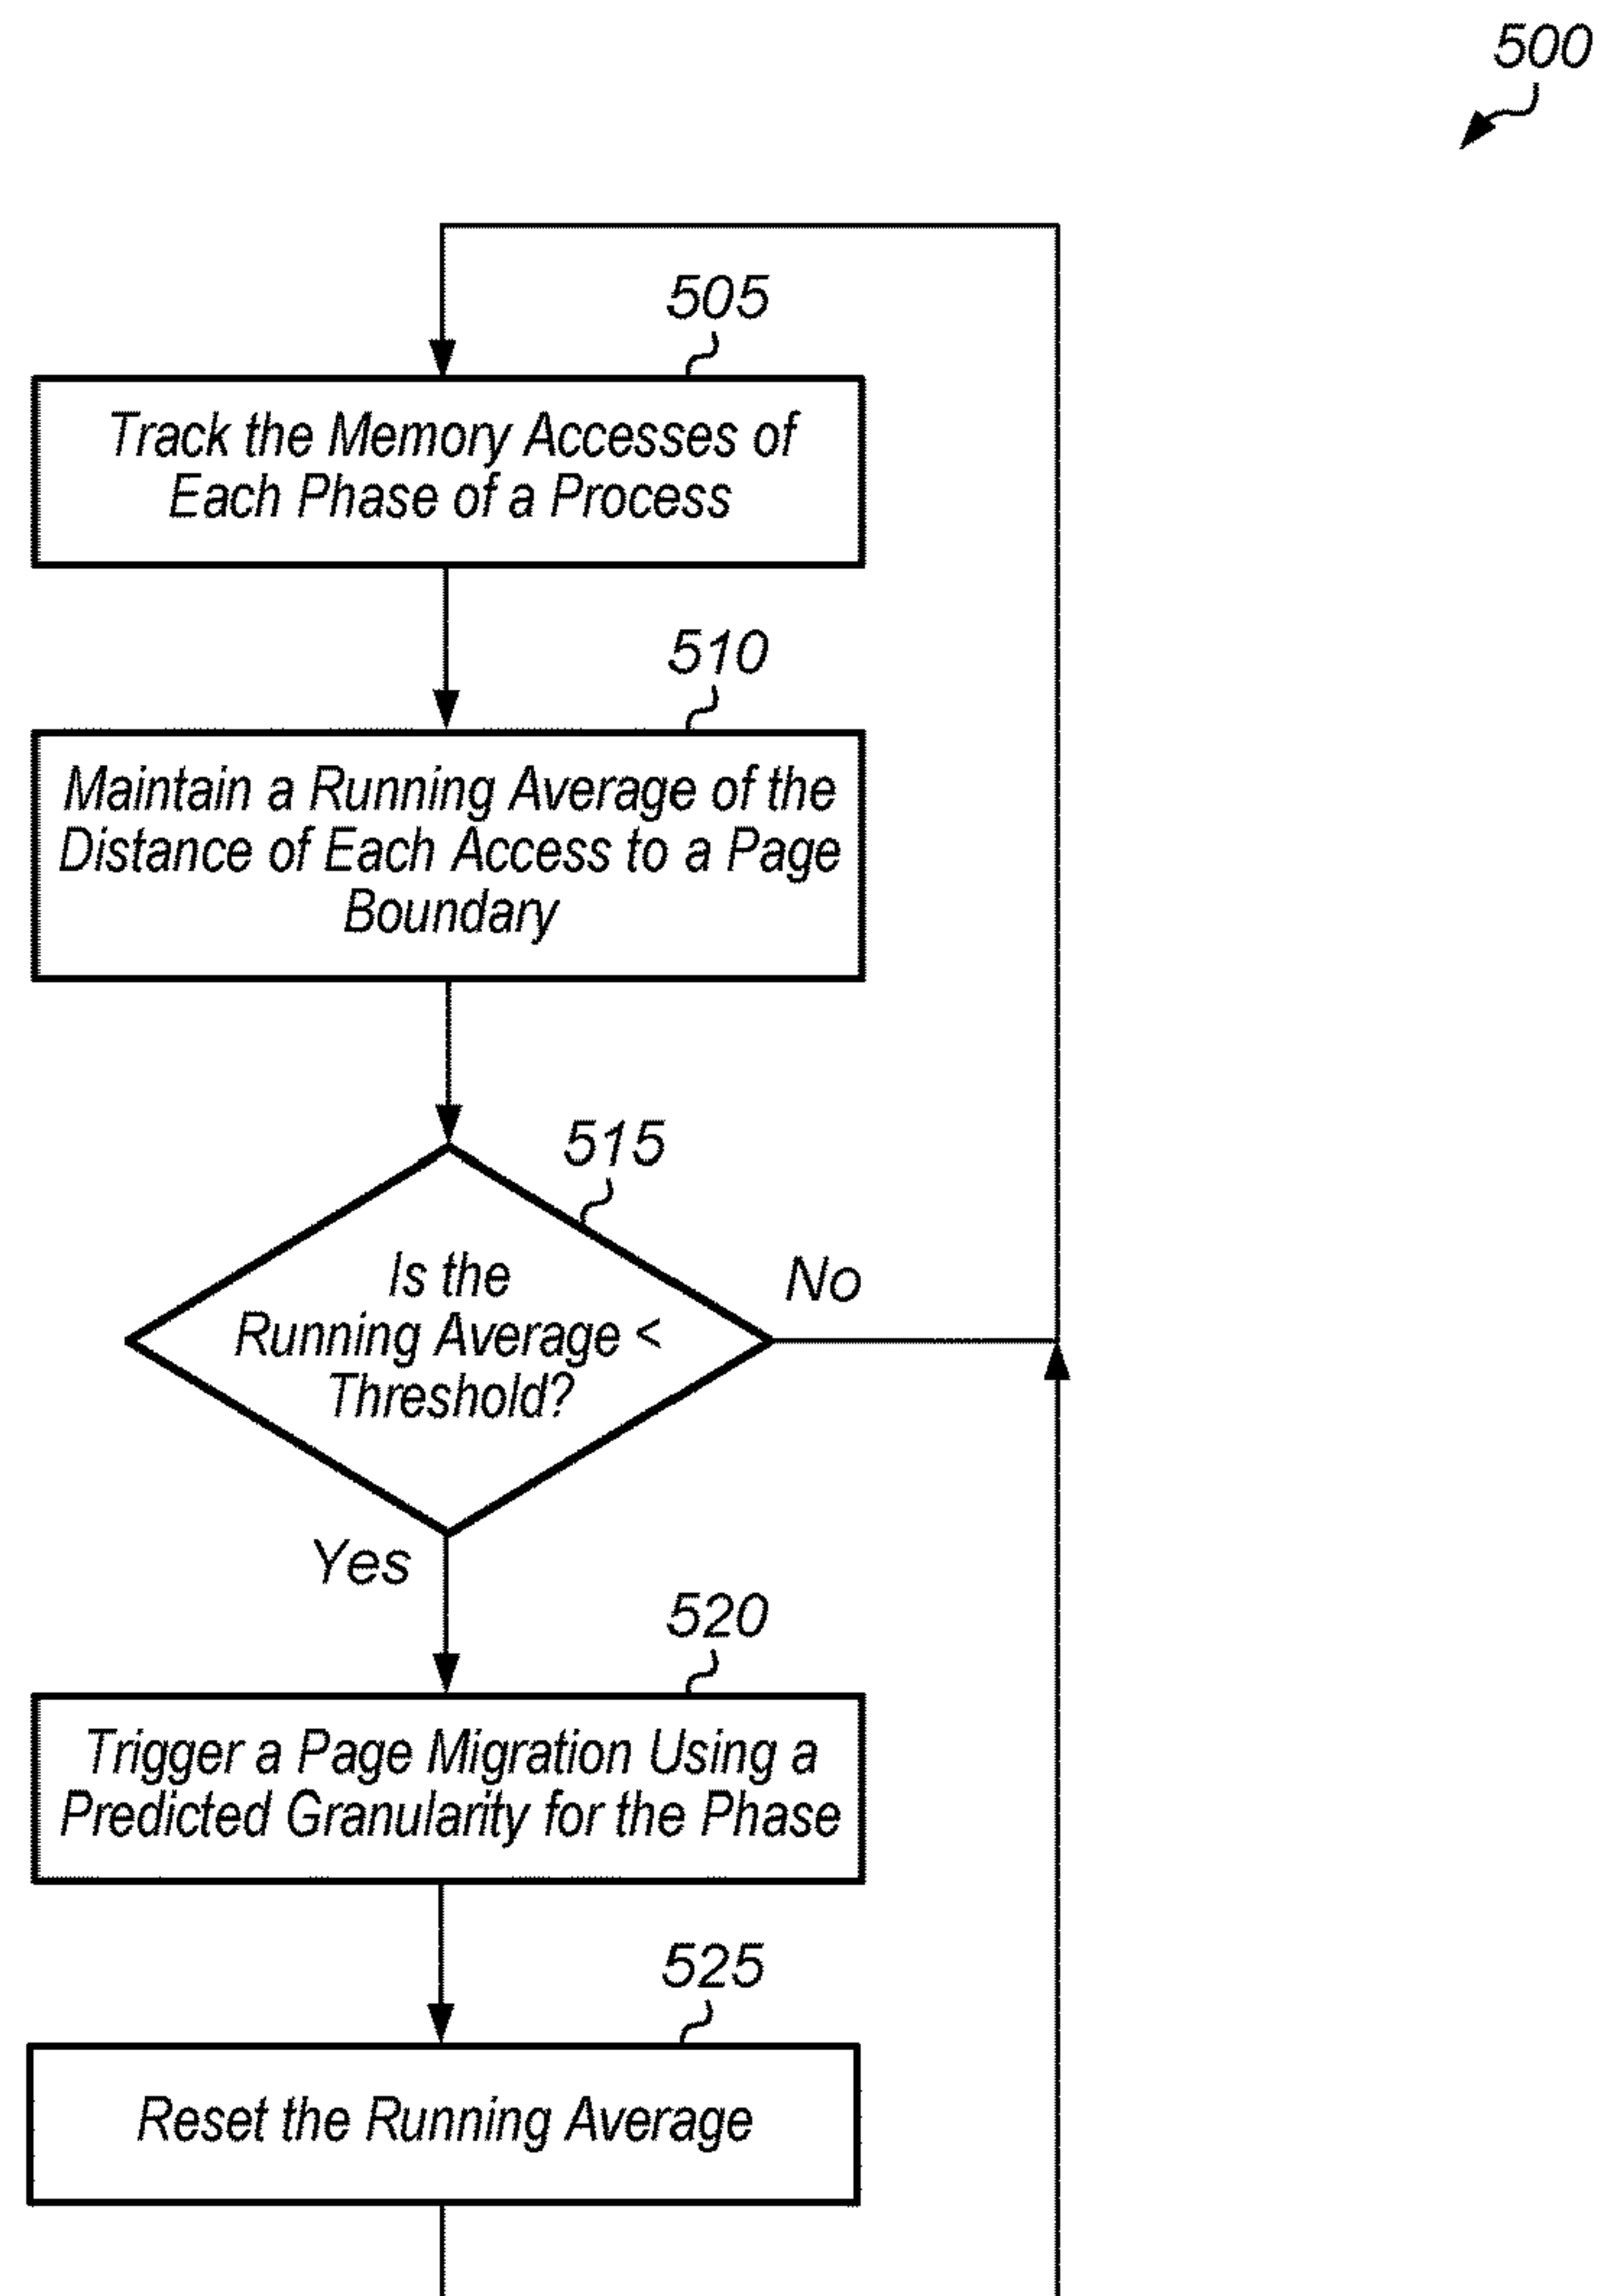 500
505
Track the Memory Accesses of
Each Phase of a Process
510
Maintain a Running Average of the
Distance of Each Access to a Page
Boundary
515
Is the
Running Average <
Threshold?
No
Yes
520
Trigger a Page Migration Using a
Predicted Granularity for the Phase
525
Reset the Running Average